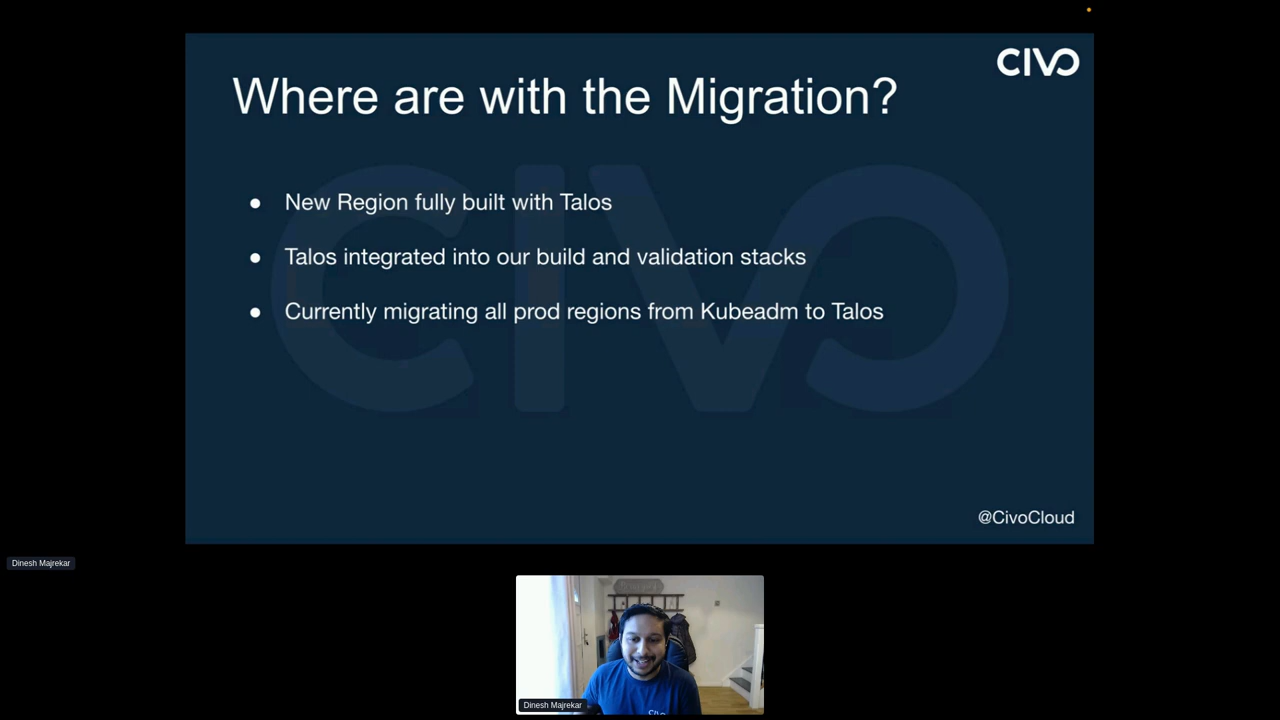 CIVO
Where are with the Migration?
● New Region fully built with Talos
● Talos integrated into our build and validation stacks
● Currently migrating all prod regions from Kubeadm to Talos
@CivoCloud
Dinesh Majrekar
Dinesh Majrekar